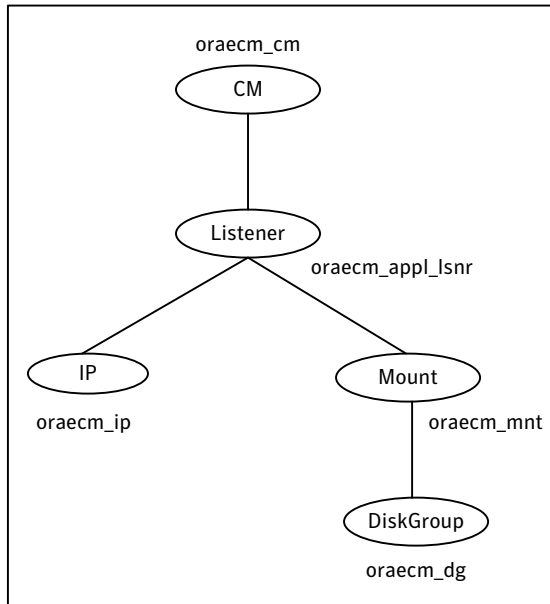 oraecm_cm
CM
Listener
oraecm_appl_lsnr
IP
Mount
oraecm_ip
oraecm_mnt
DiskGroup
oraecm_dg